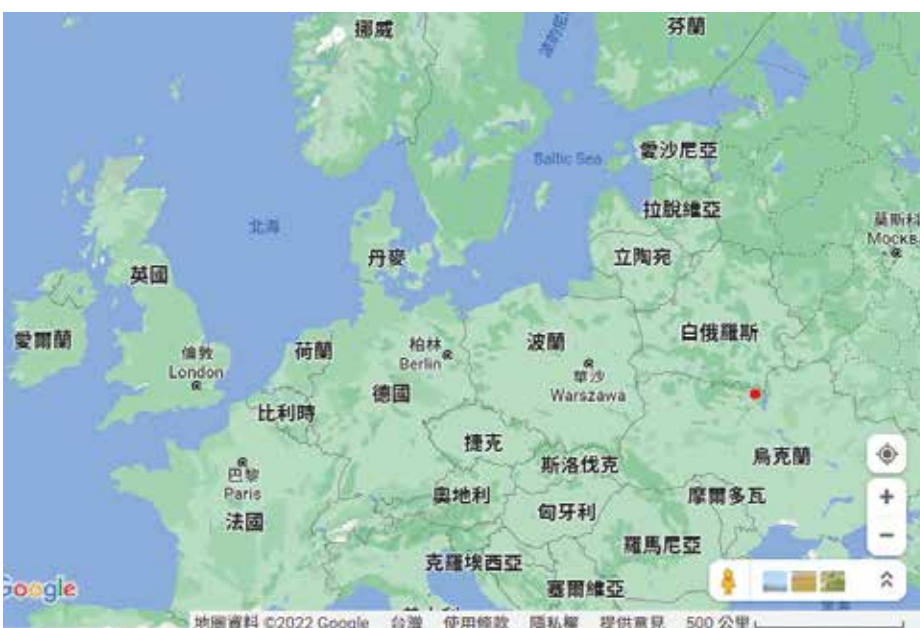 挪威
芬蘭
Baltic Sea
愛沙尼亞
拉脫維亞
莫斯科
Москв
北海
丹麥
立陶宛
英國
愛爾蘭
白俄羅斯
倫敦
London
荷蘭
柏林
Berlin
波蘭
華沙
Warszawa
德國
比利時
捷克
斯洛伐克
烏克蘭
巴黎
Paris
法國
奧地利
匈牙利
摩爾多瓦
羅馬尼亞
克羅埃西亞
塞爾維亞
Google
地圖資料 ©2022 Google 台灣 使用條款 隱私權 提供意見 500 公里